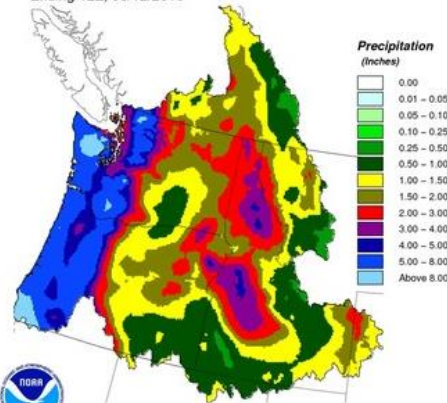 Precipitation
(Inches)
0.00
0.01 - 0.05
0.05 - 0.10
0.10 - 0.25
0.25 - 0.50
0.50 - 1.00
1.00 - 1.50
1.50 - 2.00
2.00 - 3.00
3.00 - 4.00
4.00 - 5.00
5.00 - 8.00
Above 8.00
NOAA